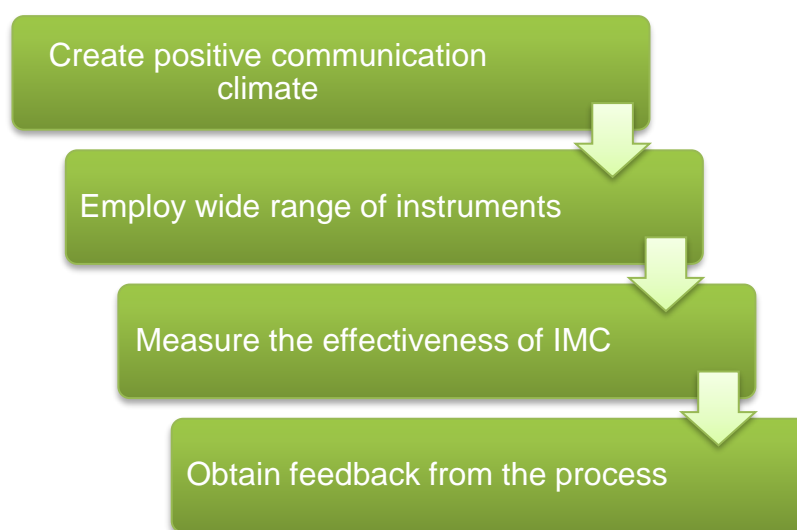 Create positive communication
climate
Employ wide range of instruments
Measure the effectiveness of IMC
Obtain feedback from the process